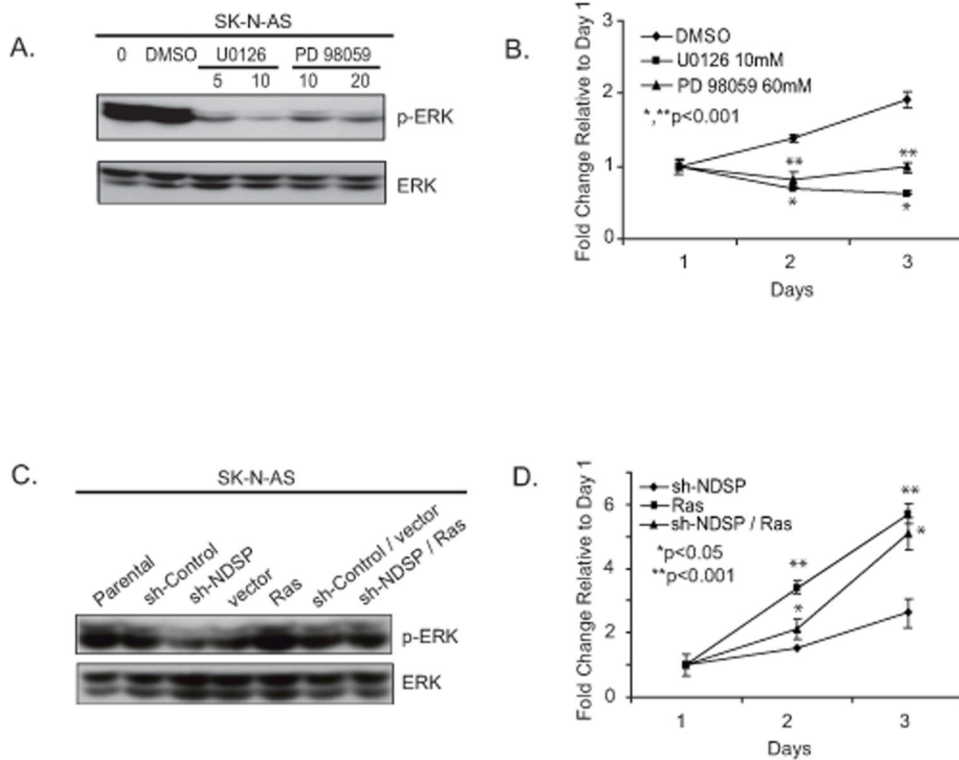 A.
SK-N-AS
0 DMSO U0126 PD 98059
5 10 10 20
p-ERK
ERK
B.
Fold Change Relative to Day 1
3
2
1
0
DMSO
U0126 10mM
PD 98059 60mM
*,**p<0.001
**
*
**
*
1 2 3
Days
C.
SK-N-AS
Parental
sh-Control
sh-NDSP
vector
Ras
sh-Control / vector
sh-NDSP / Ras
p-ERK
ERK
D.
Fold Change Relative to Day 1
6
4
2
0
sh-NDSP
Ras
sh-NDSP / Ras
*p<0.05
**p<0.001
**
*
**
*
1 2 3
Days